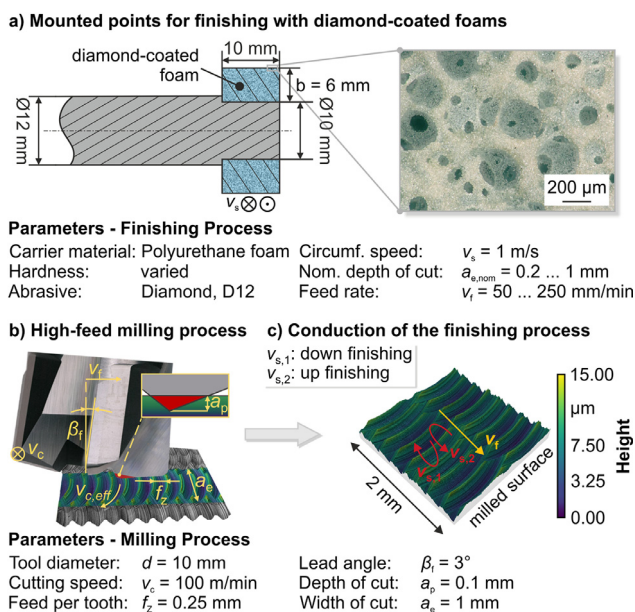 a) Mounted points for finishing with diamond-coated foams
10 mm
diamond-coated
foam
b = 6 mm
Ø12 mm
Ø10 mm
vs
200 µm
Parameters - Finishing Process
Carrier material: Polyurethane foam Circumf. speed: vs = 1 m/s
Hardness: varied Nom. depth of cut: ae,nom = 0.2 ... 1 mm
Abrasive: Diamond, D12 Feed rate: vf = 50 ... 250 mm/min
b) High-feed milling process
c) Conduction of the finishing process
vs,1: down finishing
vs,2: up finishing
vf
ap
βf
vc
vc,eff
fz
ae
vf
vs,2
vs,1
2 mm
milled surface
15.00
µm
7.50
3.25
0.00
Height
Parameters - Milling Process
Tool diameter: d = 10 mm Lead angle: βf = 3°
Cutting speed: vc = 100 m/min Depth of cut: ap = 0.1 mm
Feed per tooth: fz = 0.25 mm Width of cut: ae = 1 mm